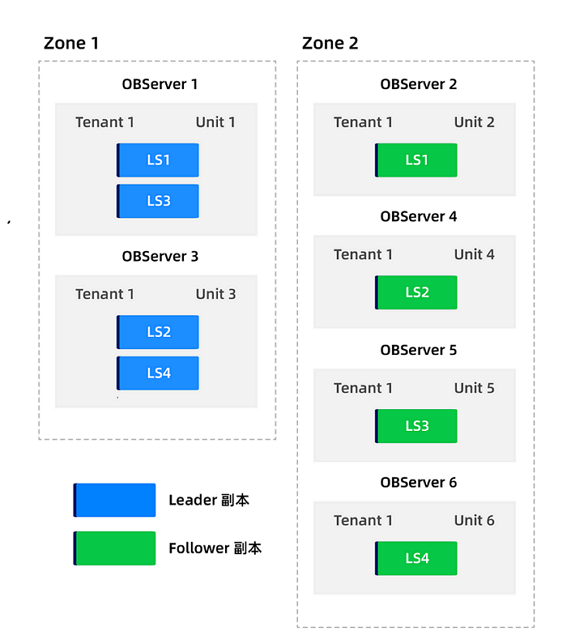 Zone 1
OBServer 1
Tenant 1 Unit 1
LS1
LS3
OBServer 3
Tenant 1 Unit 3
LS2
LS4
Leader 副本
Follower 副本
Zone 2
OBServer 2
Tenant 1 Unit 2
LS1
OBServer 4
Tenant 1 Unit 4
LS2
OBServer 5
Tenant 1 Unit 5
LS3
OBServer 6
Tenant 1 Unit 6
LS4